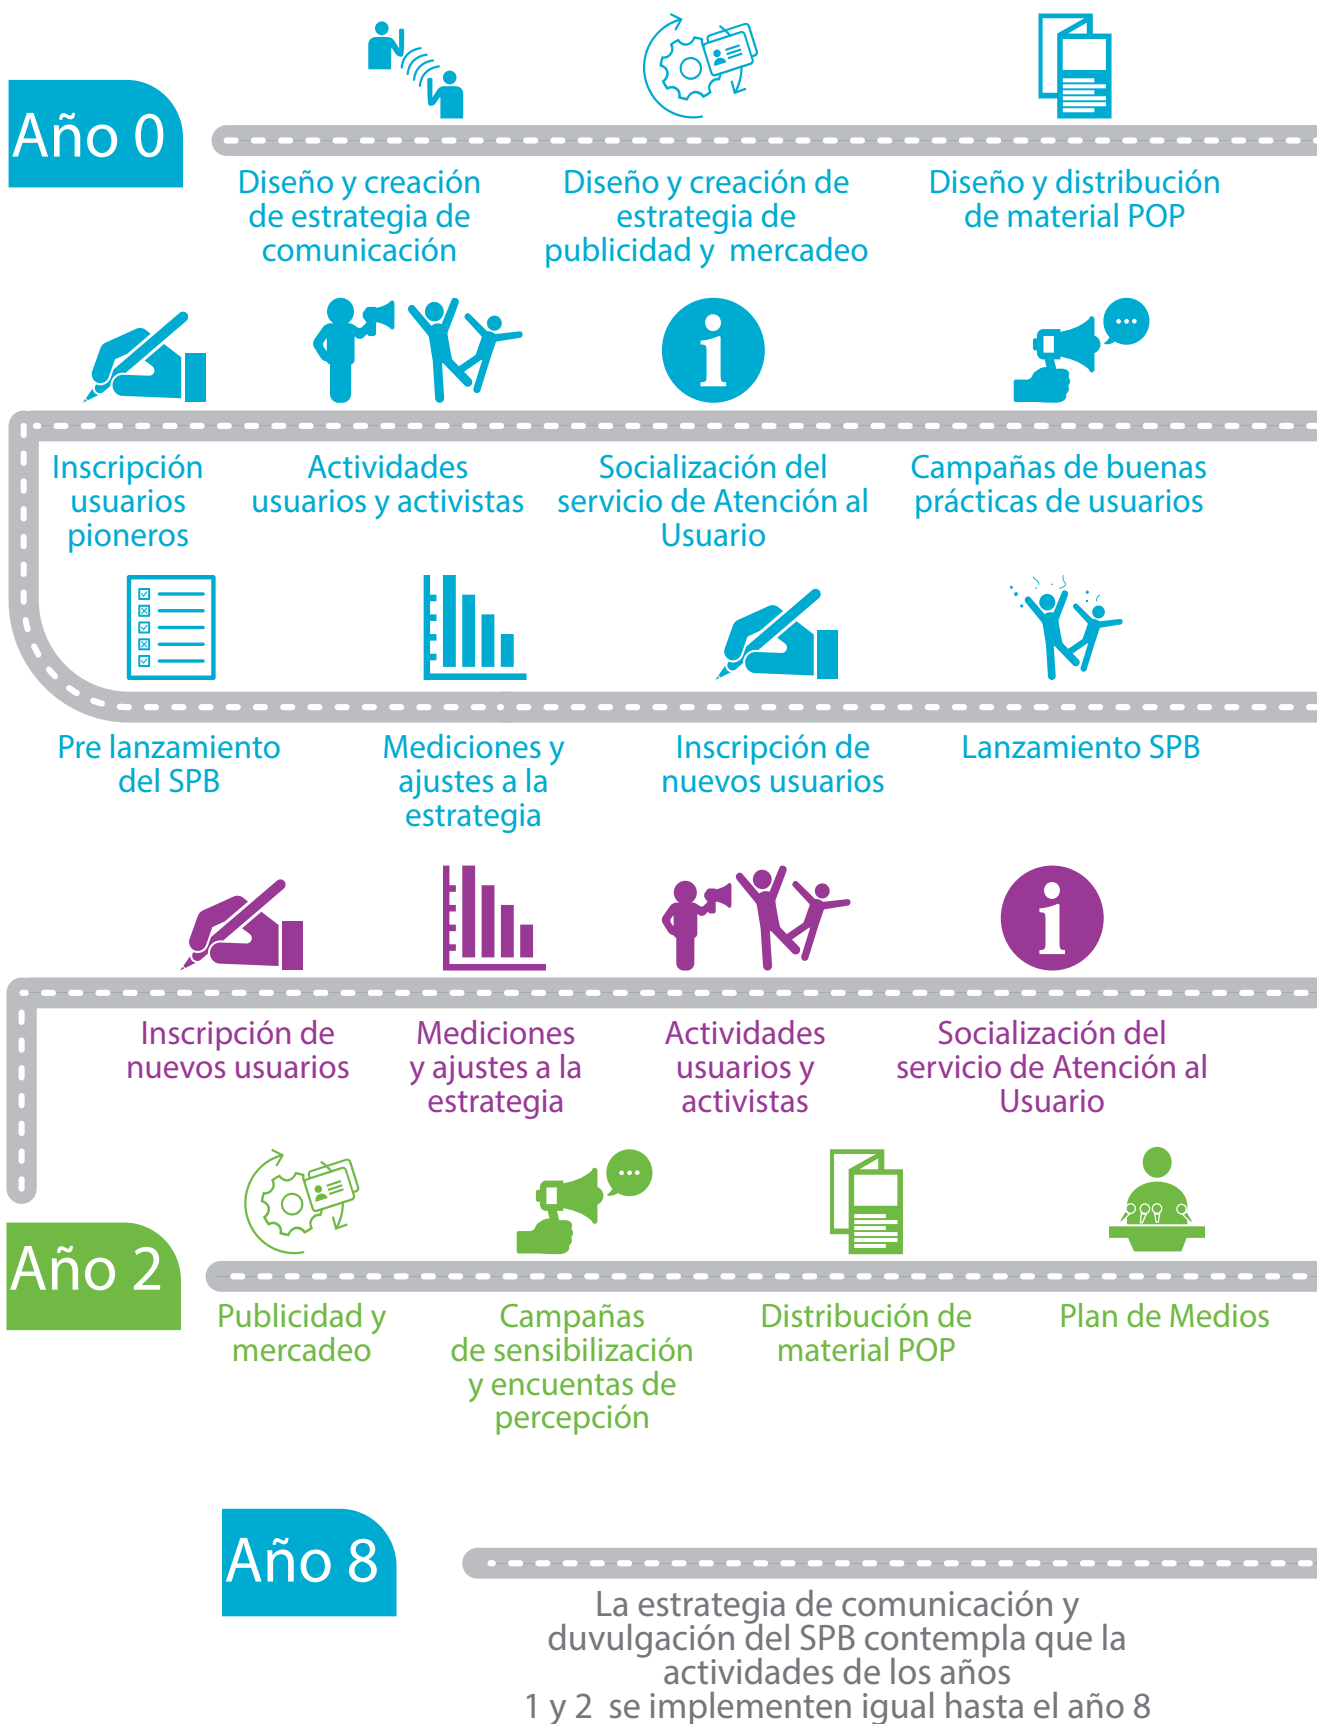 Año 0
Diseño y creación
de estrategia de
comunicación
Diseño y creación de
estrategia de
publicidad y mercadeo
Diseño y distribución
de material POP
Inscripción
usuarios
pioneros
Actividades
usuarios y activistas
Socialización del
servicio de Atención al
Usuario
Campañas de buenas
prácticas de usuarios
Pre lanzamiento
del SPB
Mediciones y
ajustes a la
estrategia
Inscripción de
nuevos usuarios
Lanzamiento SPB
Inscripción de
nuevos usuarios
Mediciones
y ajustes a la
estrategia
Actividades
usuarios y
activistas
Socialización del
servicio de Atención al
Usuario
Año 2
Publicidad y
mercadeo
Campañas
de sensibilización
y encuentas de
percepción
Distribución de
material POP
Plan de Medios
Año 8
La estrategia de comunicación y
duvulgación del SPB contempla que la
actividades de los años
1 y 2 se implementen igual hasta el año 8